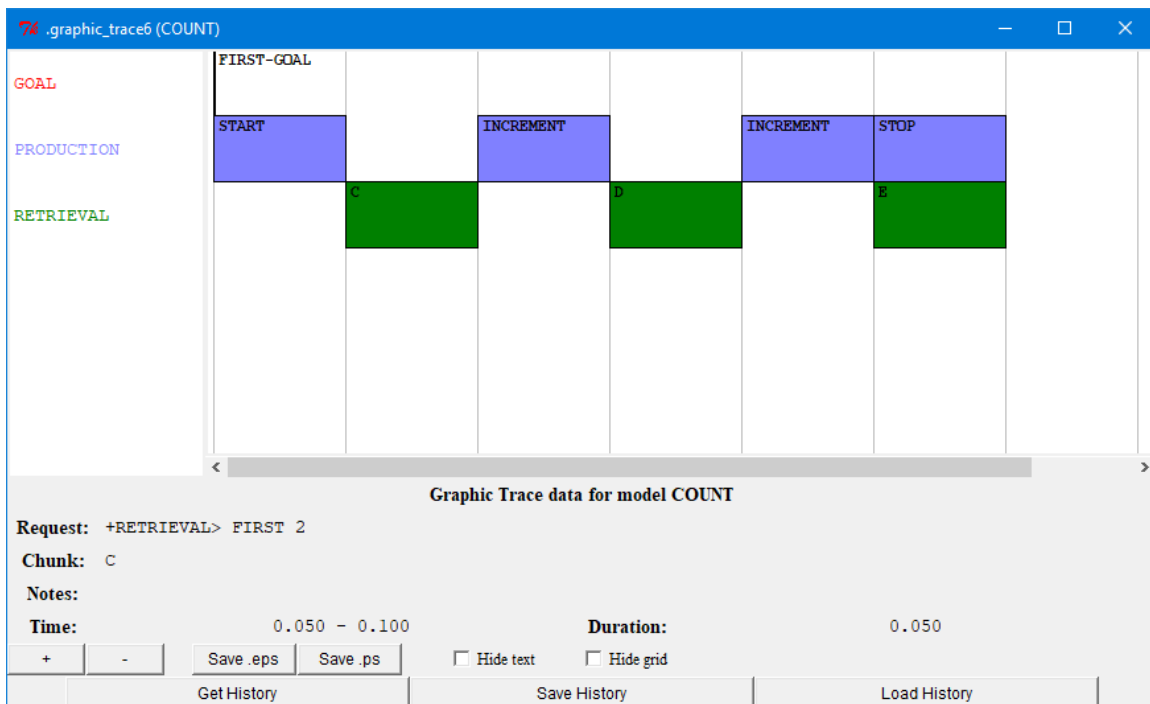 .graphic_trace6 (COUNT)
FIRST-GOAL
GOAL
START INCREMENT INCREMENT STOP
PRODUCTION
C D E
RETRIEVAL
Graphic Trace data for model COUNT
Request: +RETRIEVAL> FIRST 2
Chunk: C
Notes:
Time: 0.050 - 0.100 Duration: 0.050
+ - Save .eps Save .ps Hide text Hide grid
Get History Save History Load History